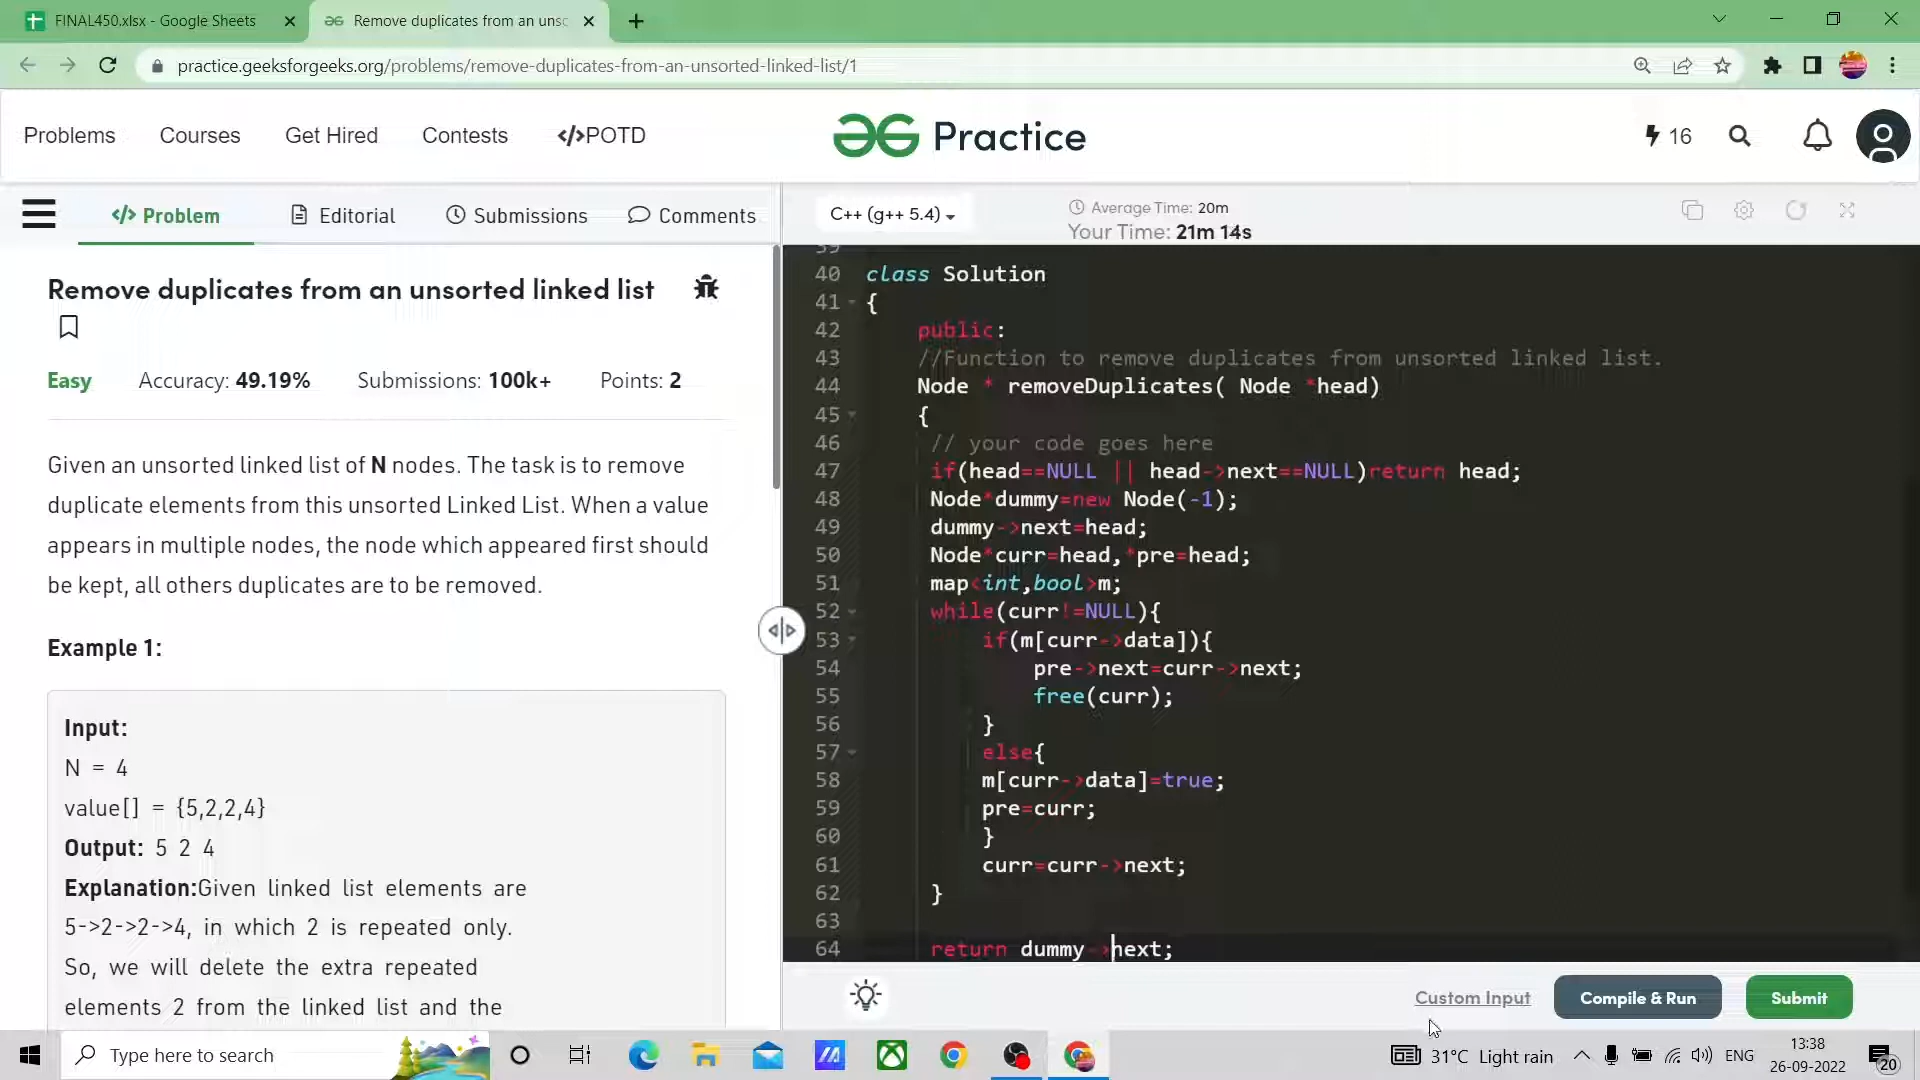 FINAL450.xlsx - Google Sheets
Remove duplicates from an unso
practice.geeksforgeeks.org/problems/remove-duplicates-from-an-unsorted-linked-list/1
Problems Courses Get Hired Contests </>POTD
Practice
16
</> Problem Editorial Submissions Comments
Remove duplicates from an unsorted linked list
Easy Accuracy: 49.19% Submissions: 100k+ Points: 2
Given an unsorted linked list of N nodes. The task is to remove
duplicate elements from this unsorted Linked List. When a value
appears in multiple nodes, the node which appeared first should
be kept, all others duplicates are to be removed.
Example 1:
Input:
N = 4
value[] = {5,2,2,4}
Output: 5 2 4
Explanation:Given linked list elements are
5->2->2->4, in which 2 is repeated only.
So, we will delete the extra repeated
elements 2 from the linked list and the
C++ (g++ 5.4)
Average Time: 20m
Your Time: 21m 14s
39
40 class Solution
41 {
42 public:
43 //Function to remove duplicates from unsorted linked list.
44 Node * removeDuplicates( Node *head)
45 {
46 // your code goes here
47 if(head==NULL || head->next==NULL)return head;
48 Node*dummy=new Node(-1);
49 dummy->next=head;
50 Node*curr=head,*pre=head;
51 map<int,bool>m;
52 while(curr!=NULL){
53 if(m[curr->data]){
54 pre->next=curr->next;
55 free(curr);
56 }
57 else{
58 m[curr->data]=true;
59 pre=curr;
60 }
61 curr=curr->next;
62 }
63
64 return dummy->next;
Custom Input Compile & Run Submit
Type here to search
31°C Light rain
ENG
13:38
26-09-2022
20